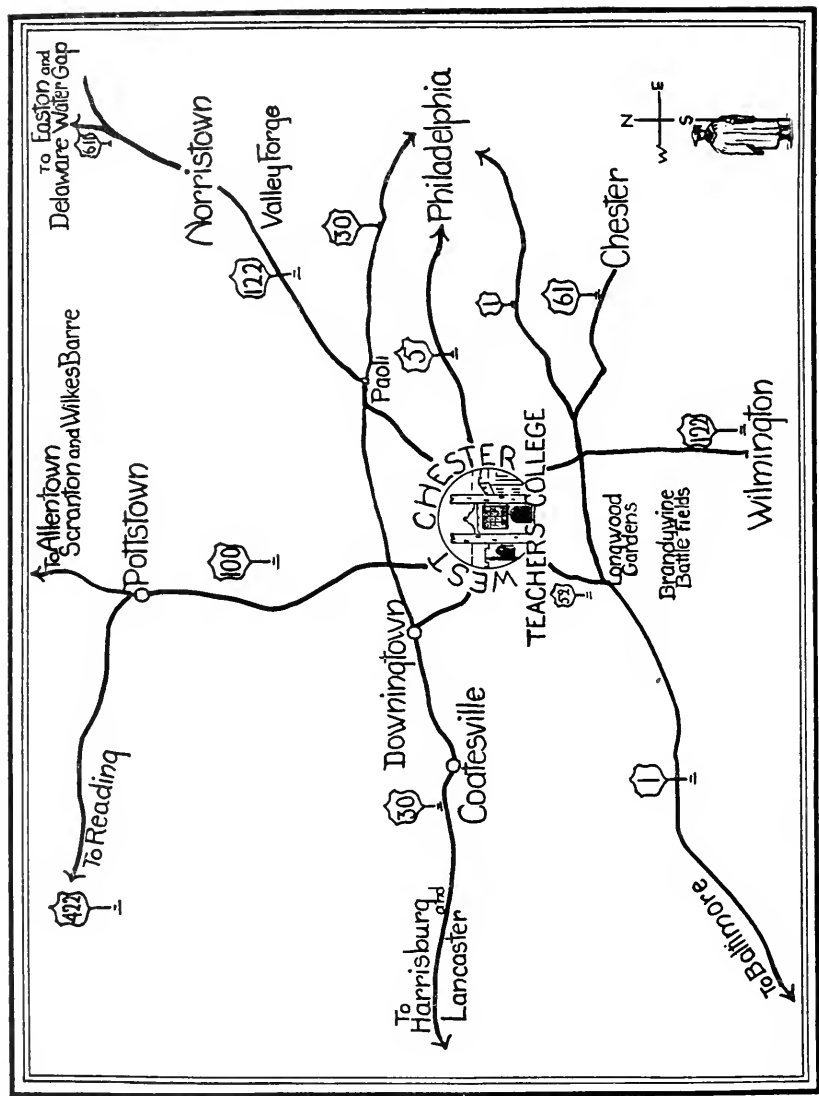 To Allentown
Scranton and Wilkes Barre
To Easton and
Delaware Water Gap
611
422
To Reading
Pottstown
Norristown
100
122
Valley Forge
30
Paoli
Philadelphia
Downingtown
3
To
Harrisburg and
Lancaster
30
Coatesville
WEST CHESTER
TEACHERS COLLEGE
1
52
61
Chester
Longwood
Gardens
Brandywine
Battle Fields
1
122
Wilmington
To Baltimore
N
W E
S